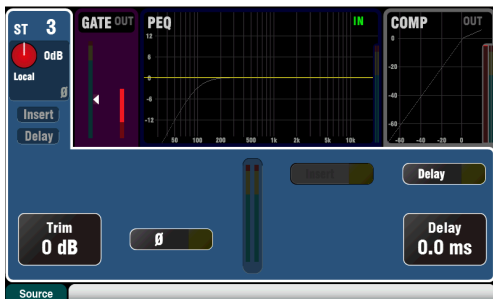 ST 3
0dB
Local
Ø
Insert
Delay
GATE OUT
PEQ IN
12
6
0
-6
-12
50 100 200 500 1k 2k 5k 10k
COMP OUT
0
-20
-40
-60
-60 -40 -20 0
Insert
Delay
Trim
0 dB
Ø
Delay
0.0 ms
Source